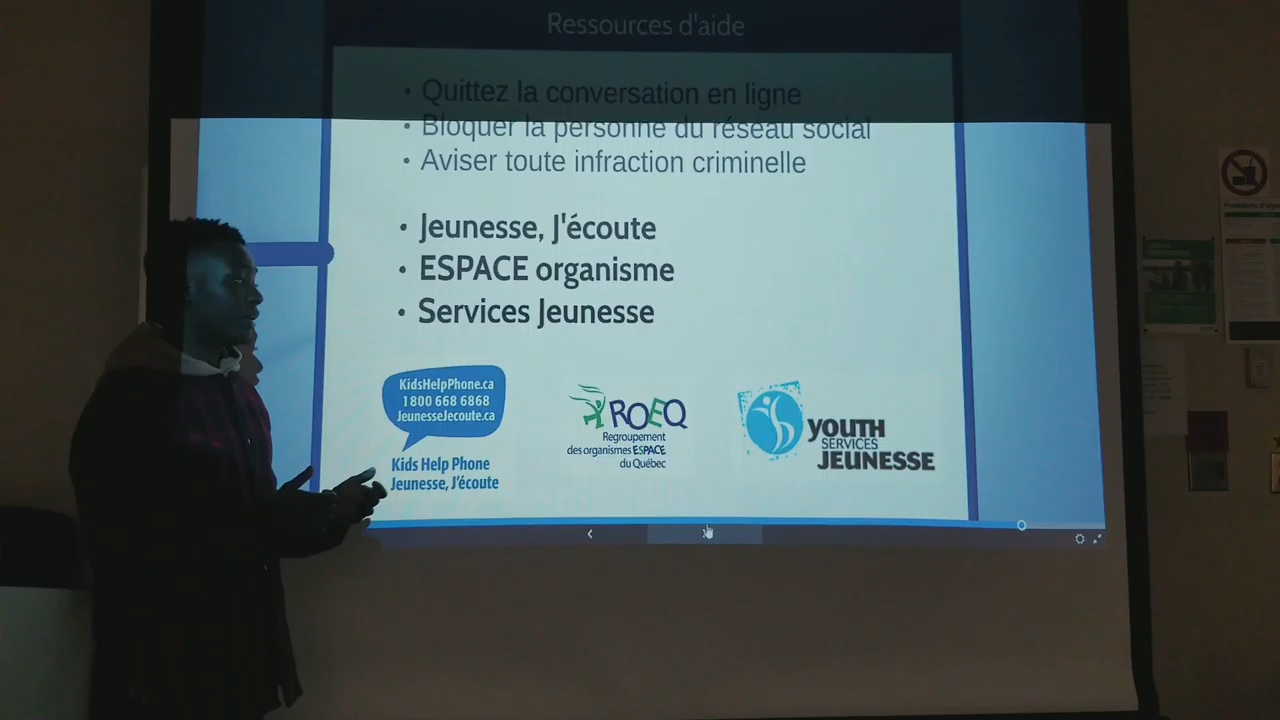 Ressources d'aide
• Quittez la conversation en ligne
• Bloquer la personne du réseau social
• Aviser toute infraction criminelle
• Jeunesse, J'écoute
• ESPACE organisme
• Services Jeunesse
KidsHelpPhone.ca
1 800 668 6868
JeunesseJecoute.ca
Kids Help Phone
Jeunesse, J'écoute
ROEQ
Regroupement
des organismes ESPACE
du Québec
YOUTH
SERVICES
JEUNESSE